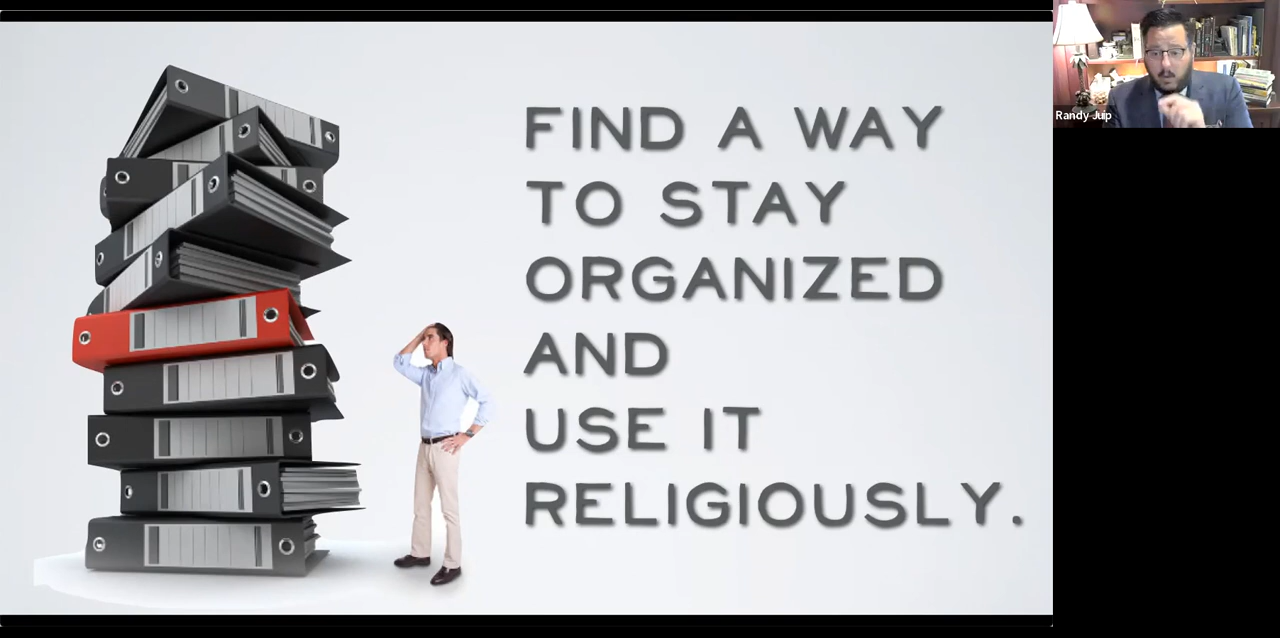 FIND A WAY
TO STAY
ORGANIZED
AND
USE IT
RELIGIOUSLY.
Randy Juip